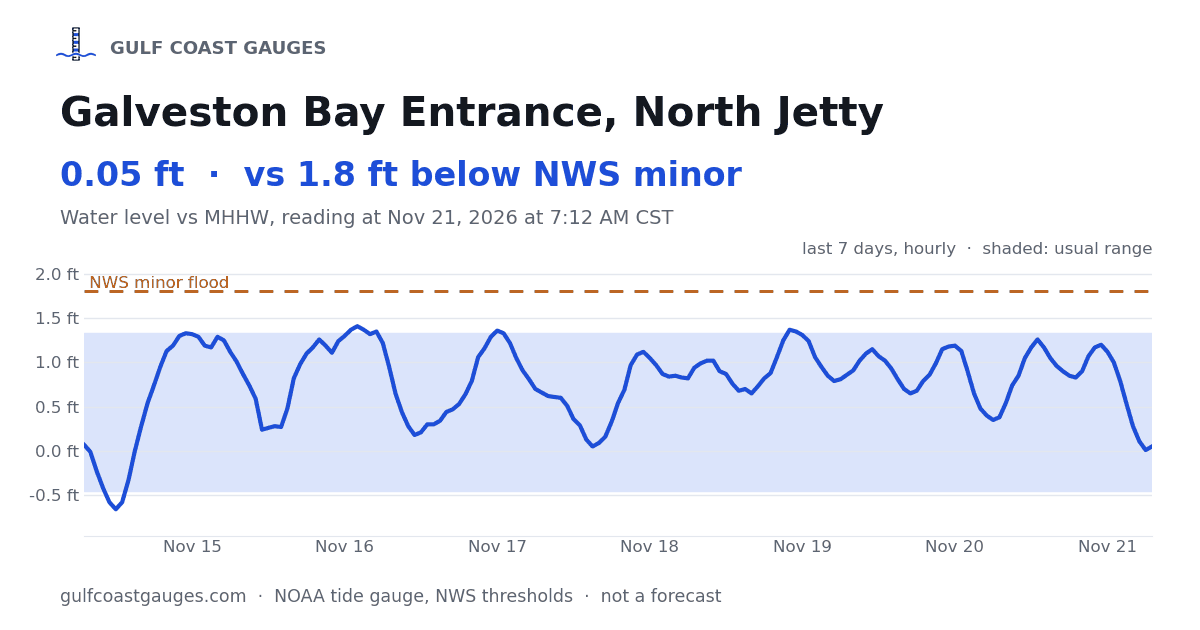 GULF COAST GAUGES
Galveston Bay Entrance, North Jetty
0.05 ft · vs 1.8 ft below NWS minor
Water level vs MHHW, reading at Nov 21, 2026 at 7:12 AM CST
last 7 days, hourly · shaded: usual range
2.0 ft
NWS minor flood
1.5 ft
1.0 ft
0.5 ft
0.0 ft
-0.5 ft
Nov 15 Nov 16 Nov 17 Nov 18 Nov 19 Nov 20 Nov 21
gulfcoastgauges.com · NOAA tide gauge, NWS thresholds · not a forecast